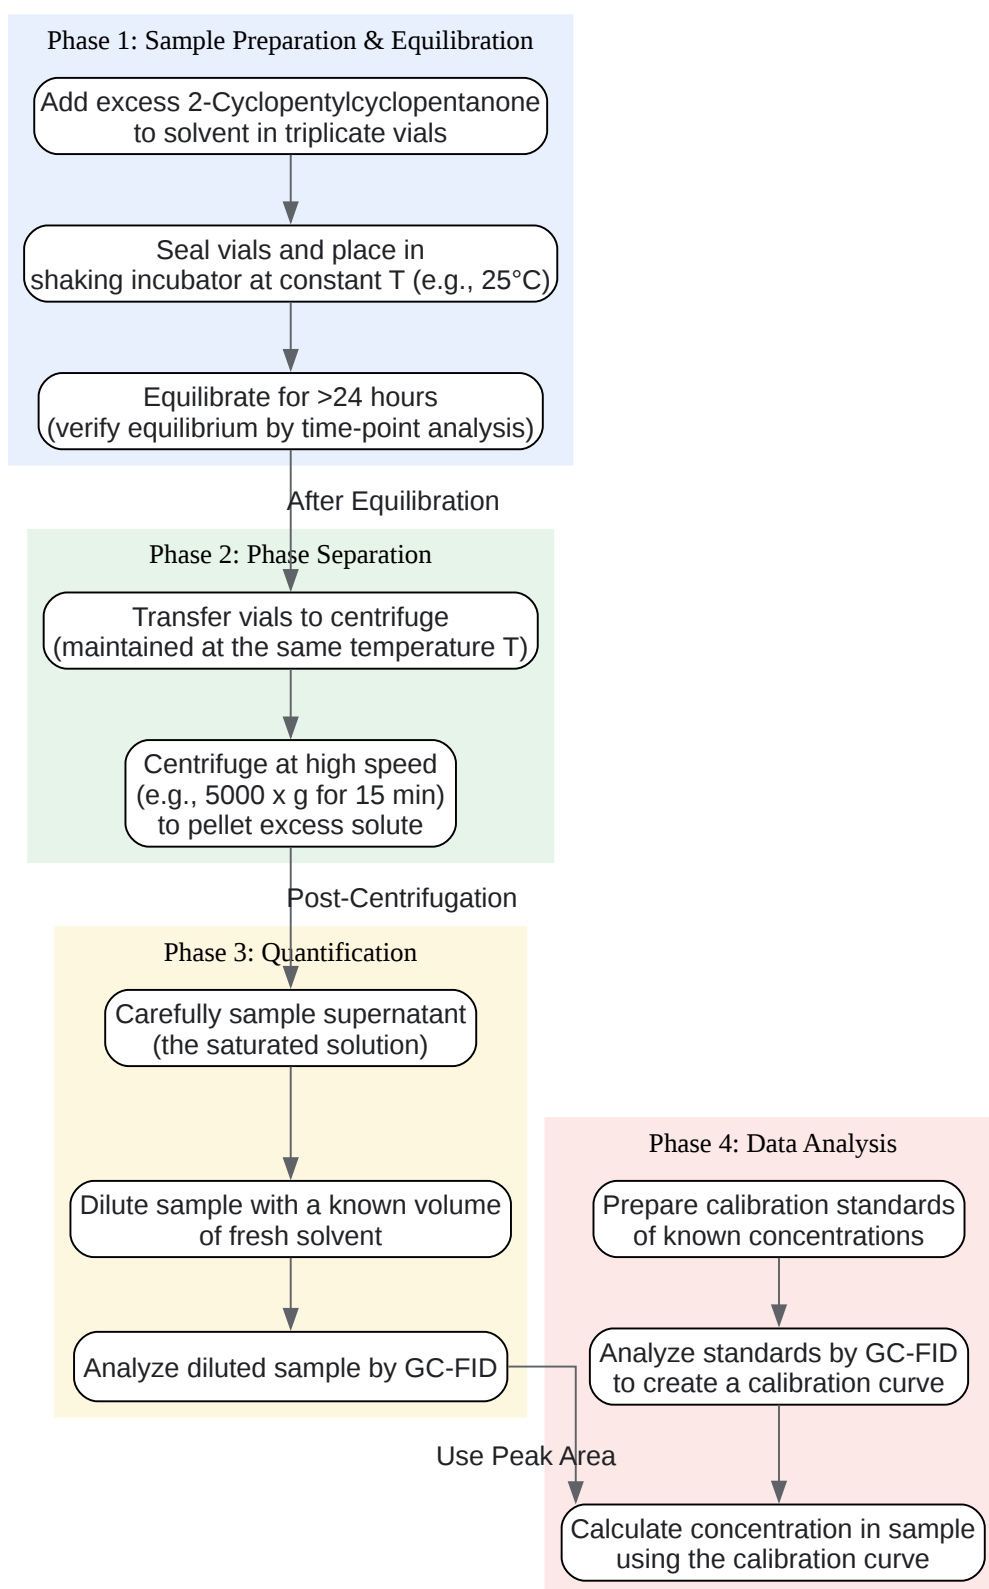 Phase 1: Sample Preparation & Equilibration
Add excess 2-Cyclopentylcyclopentanone
to solvent in triplicate vials
Seal vials and place in
shaking incubator at constant T (e.g., 25°C)
Equilibrate for >24 hours
(verify equilibrium by time-point analysis)
After Equilibration
Phase 2: Phase Separation
Transfer vials to centrifuge
(maintained at the same temperature T)
Centrifuge at high speed
(e.g., 5000 x g for 15 min)
to pellet excess solute
Post-Centrifugation
Phase 3: Quantification
Carefully sample supernatant
(the saturated solution)
Dilute sample with a known volume
of fresh solvent
Analyze diluted sample by GC-FID
Use Peak Area
Phase 4: Data Analysis
Prepare calibration standards
of known concentrations
Analyze standards by GC-FID
to create a calibration curve
Calculate concentration in sample
using the calibration curve